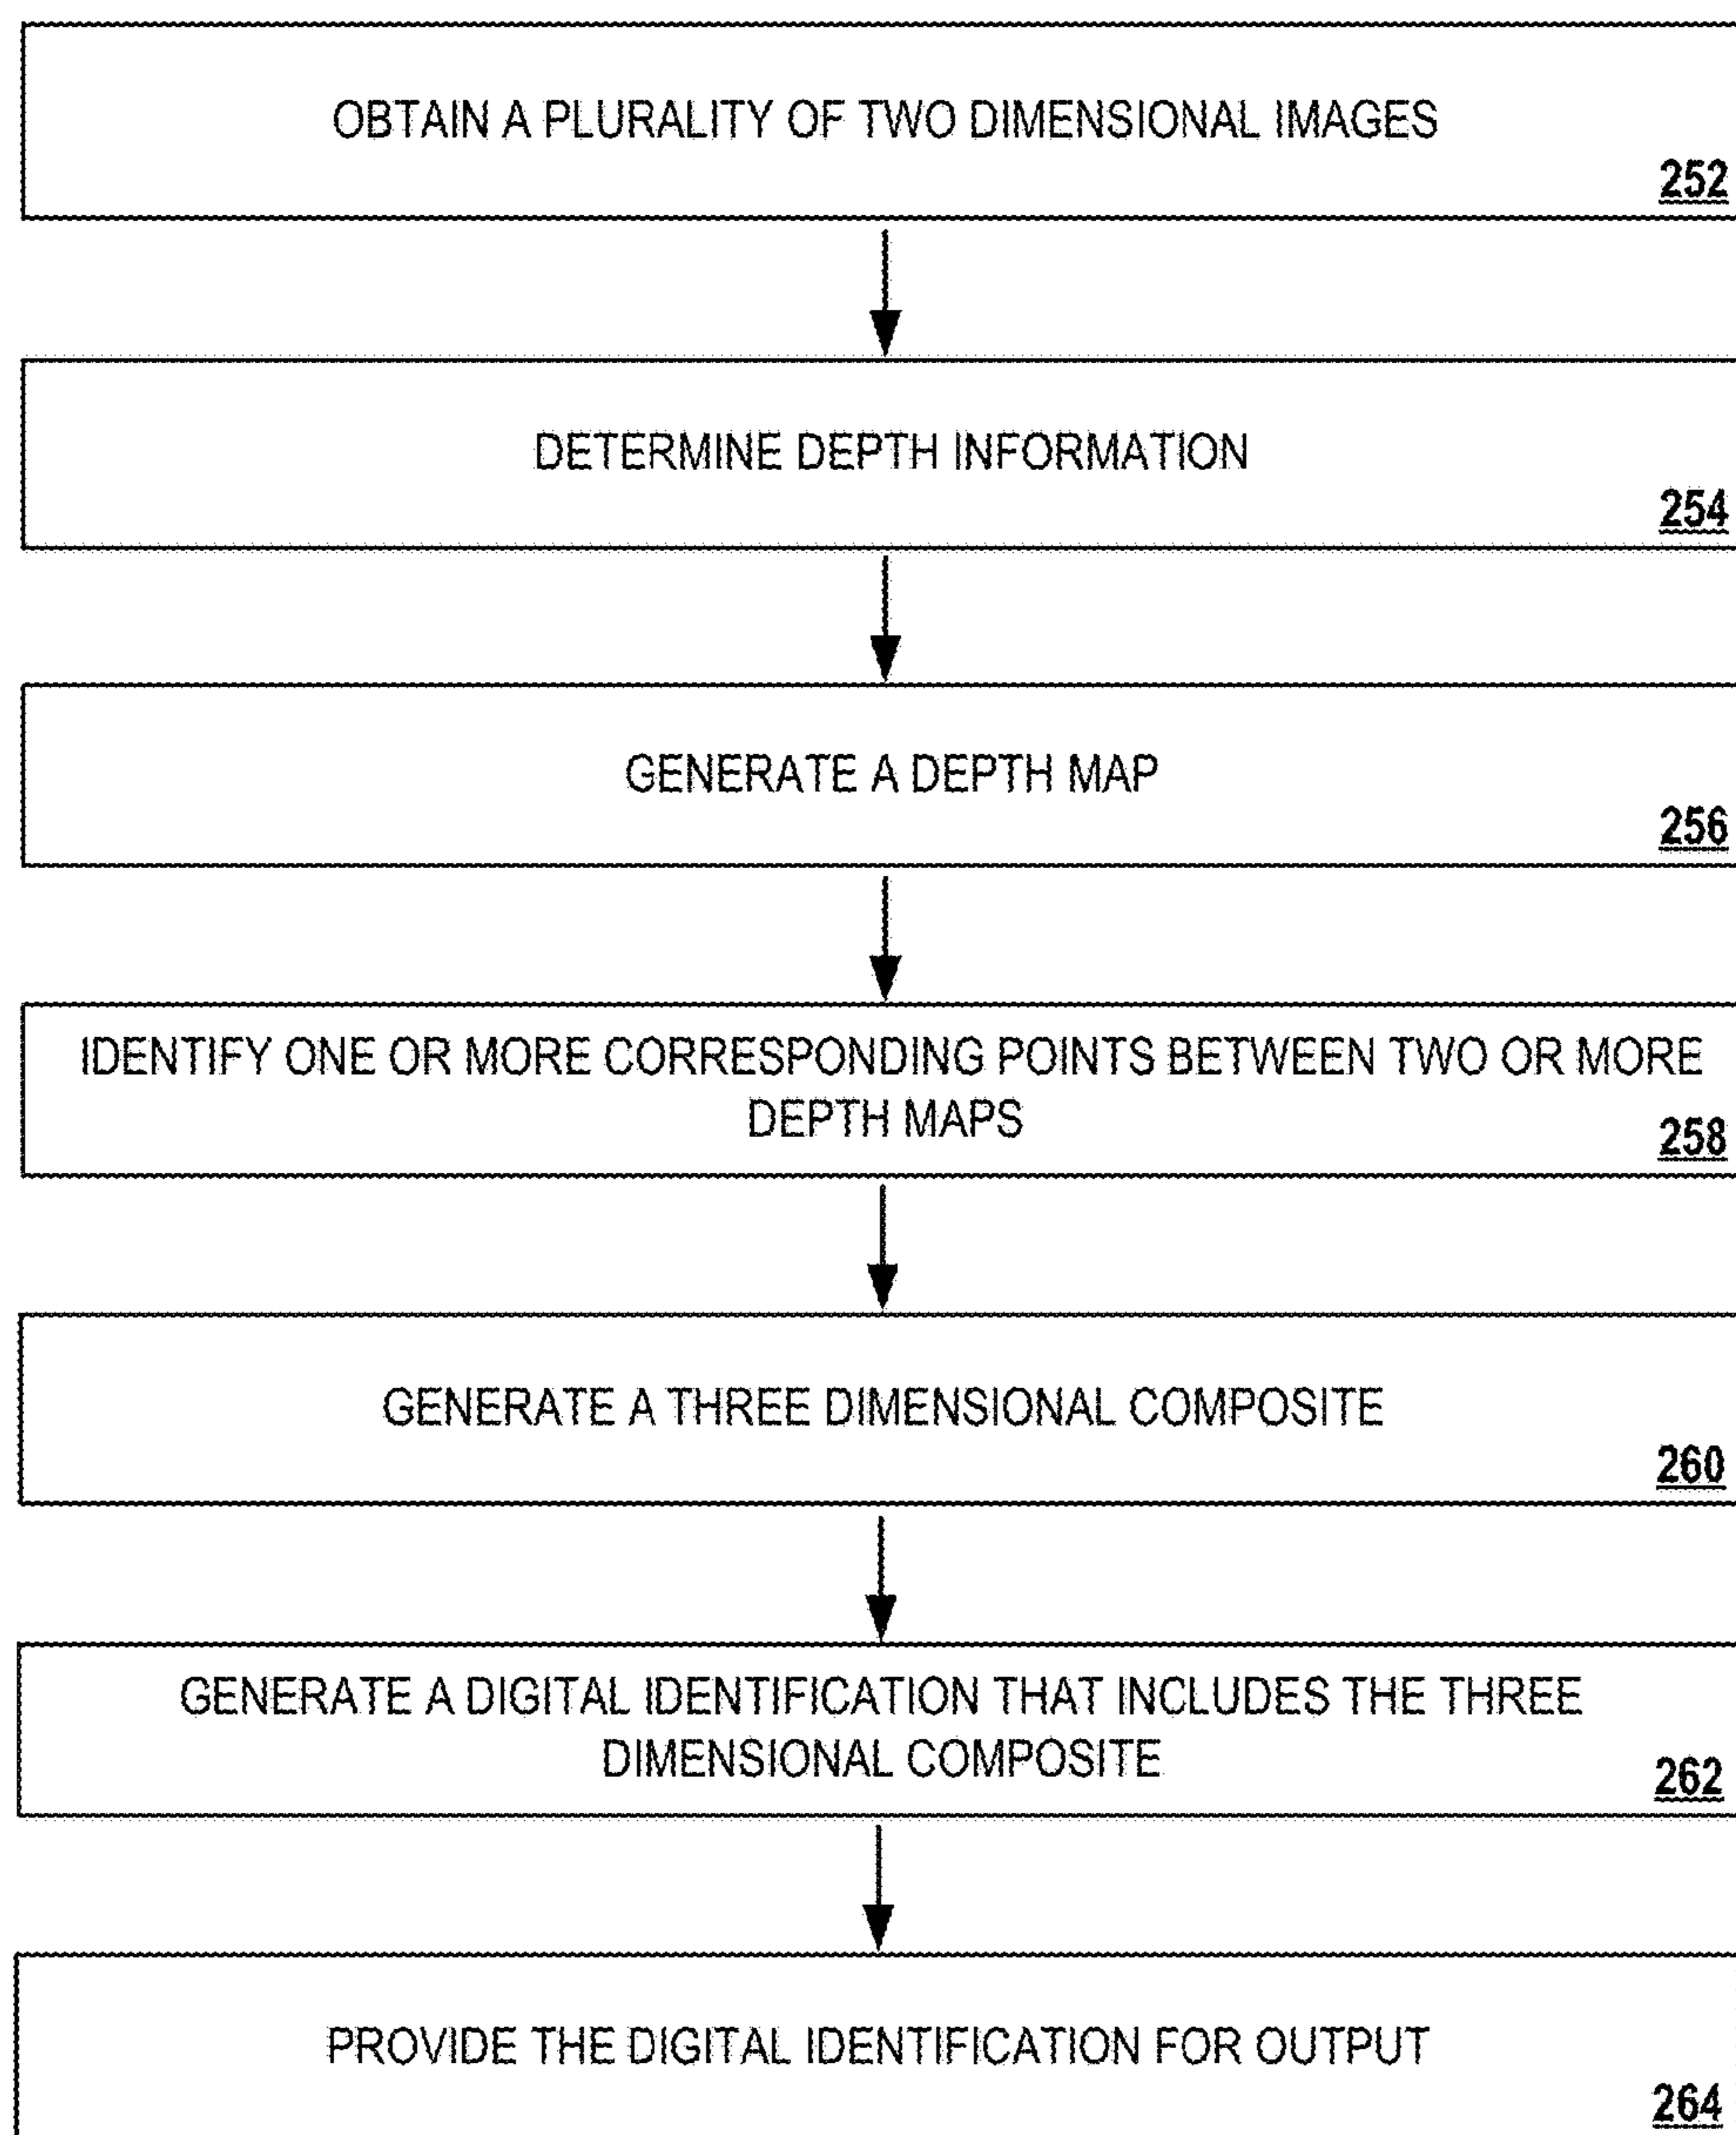 OBTAIN A PLURALITY OF TWO DIMENSIONAL IMAGES
252
DETERMINE DEPTH INFORMATION
254
GENERATE A DEPTH MAP
256
IDENTIFY ONE OR MORE CORRESPONDING POINTS BETWEEN TWO OR MORE
DEPTH MAPS
258
GENERATE A THREE DIMENSIONAL COMPOSITE
260
GENERATE A DIGITAL IDENTIFICATION THAT INCLUDES THE THREE
DIMENSIONAL COMPOSITE
262
PROVIDE THE DIGITAL IDENTIFICATION FOR OUTPUT
264